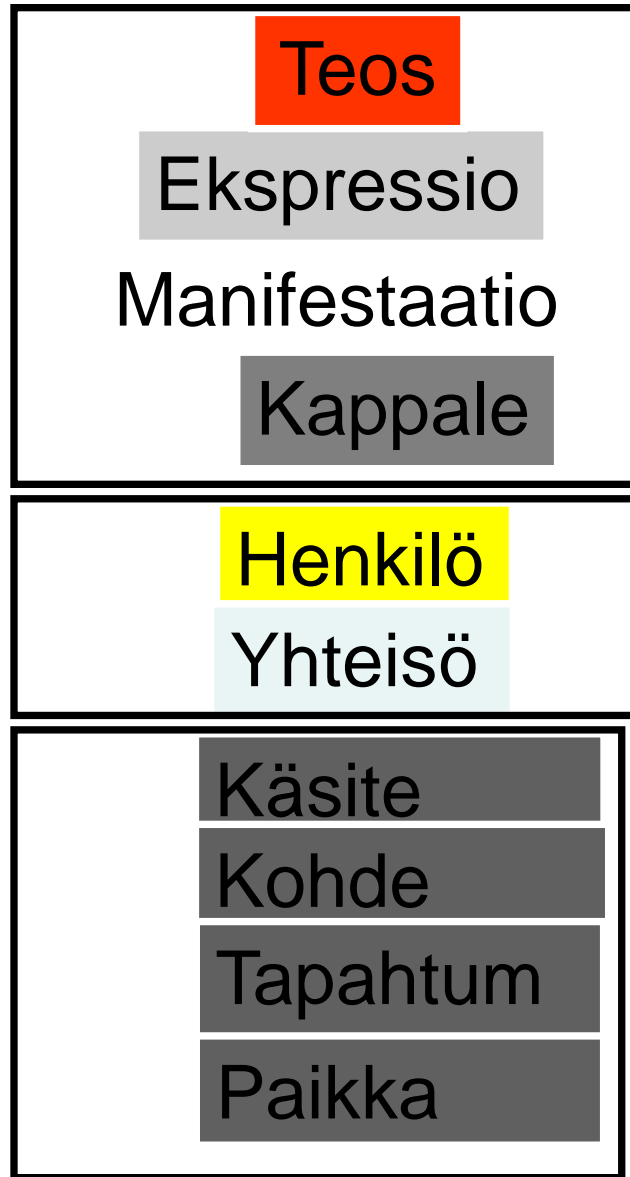 Teos
Ekspressio
Manifestaatio
Kappale
Henkilö
Yhteisö
Käsite
Kohde
Tapahtum
Paikka